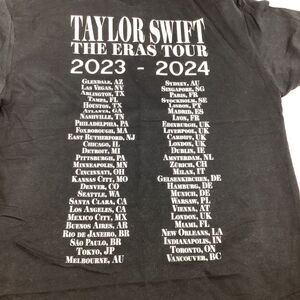 TAYLOR SWIFT
THE ERAS TOUR
2023 - 2024
GLENDALE, AZ
LAS VEGAS, NV
ARLINGTON, TX
TAMPA, FL
HOUSTON, TX
ATLANTA, GA
NASHVILLE, TN
PHILADELPHIA, PA
FOXBOROUGH, MA
EAST RUTHERFORD, NJ
CHICAGO, IL
DETROIT, MI
PITTSBURGH, PA
MINNEAPOLIS, MN
CINCINNATI, OH
KANSAS CITY, MO
DENVER, CO
SEATTLE, WA
SANTA CLARA, CA
LOS ANGELES, CA
MEXICO CITY, MX
BUENOS AIRES, AR
RIO DE JANEIRO, BR
SÃO PAULO, BR
TOKYO, JP
MELBOURNE, AU
SYDNEY, AU
SINGAPORE, SG
PARIS, FR
STOCKHOLM, SE
LISBON, PT
MADRID, ES
LYON, FR
EDINBURGH, UK
LIVERPOOL, UK
CARDIFF, UK
LONDON, UK
DUBLIN, IE
AMSTERDAM, NL
ZÜRICH, CH
MILAN, IT
GELSENKIRCHEN, DE
HAMBURG, DE
MUNICH, DE
WARSAW, PL
VIENNA, AT
LONDON, UK
MIAMI, FL
NEW ORLEANS, LA
INDIANAPOLIS, IN
TORONTO, ON
VANCOUVER, BC